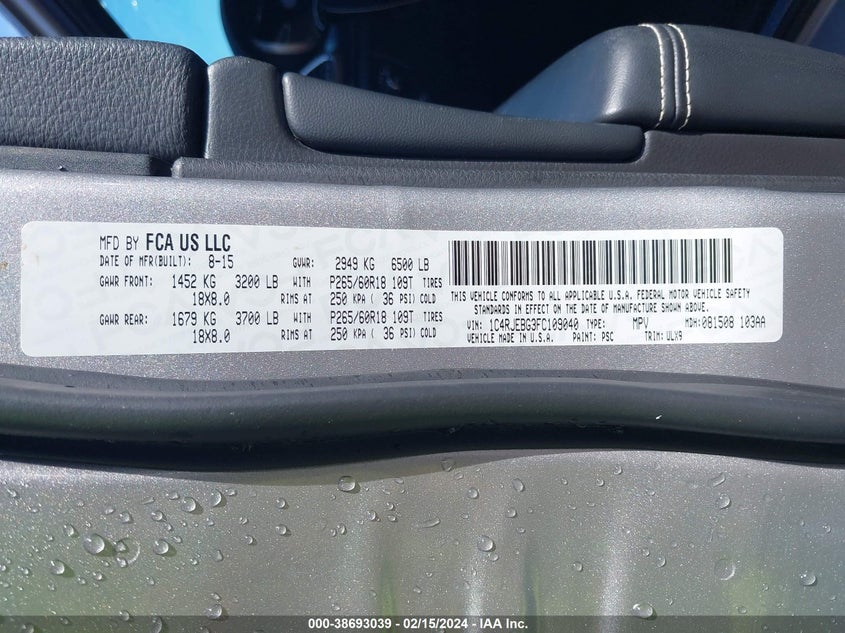 MFD BY FCA US LLC
DATE OF MFR(BUILT): 8-15 GVWR: 2949 KG 6500 LB
GAWR FRONT: 1452 KG 3200 LB WITH P265/60R18 109T TIRES
18X8.0 RIMS AT 250 KPA ( 36 PSI) COLD
GAWR REAR: 1679 KG 3700 LB WITH P265/60R18 109T TIRES
18X8.0 RIMS AT 250 KPA ( 36 PSI) COLD
THIS VEHICLE CONFORMS TO ALL APPLICABLE U.S.A. FEDERAL MOTOR VEHICLE SAFETY
STANDARDS IN EFFECT ON THE DATE OF MANUFACTURE SHOWN ABOVE.
VIN: 1C4RJEBG3FC109040 TYPE: MPV MDH:081508 103AA
VEHICLE MADE IN U.S.A. PAINT: PSC TRIM: ULX9
000-38693039 - 02/15/2024 - IAA Inc.